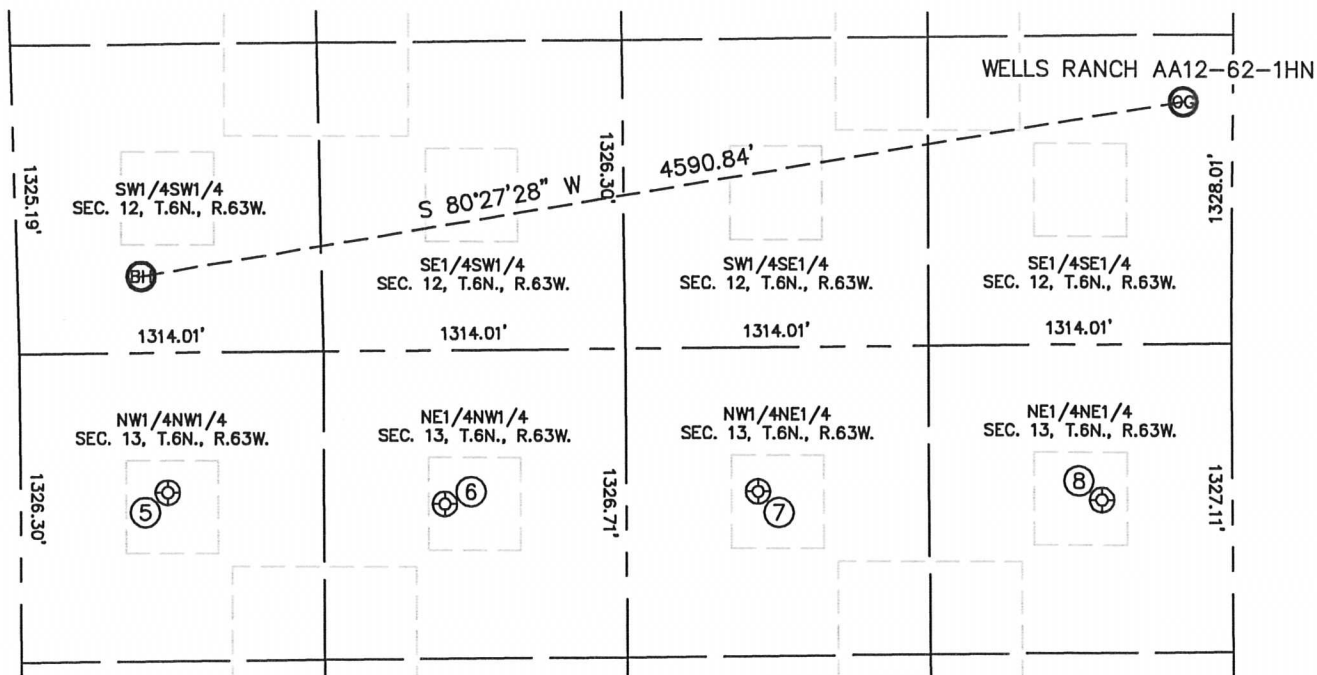 WELLS RANCH AA12-62-1HN
OG
1325.19'
SW1/4SW1/4
SEC. 12, T.6N., R.63W.
S 80°27'28" W
1326.30'
4590.84'
1328.01'
BH
SE1/4SW1/4
SEC. 12, T.6N., R.63W.
SW1/4SE1/4
SEC. 12, T.6N., R.63W.
SE1/4SE1/4
SEC. 12, T.6N., R.63W.
1314.01'
1314.01'
1314.01'
1314.01'
NW1/4NW1/4
SEC. 13, T.6N., R.63W.
NE1/4NW1/4
SEC. 13, T.6N., R.63W.
NW1/4NE1/4
SEC. 13, T.6N., R.63W.
NE1/4NE1/4
SEC. 13, T.6N., R.63W.
1326.30'
5
6
1326.71'
7
8
1327.11'